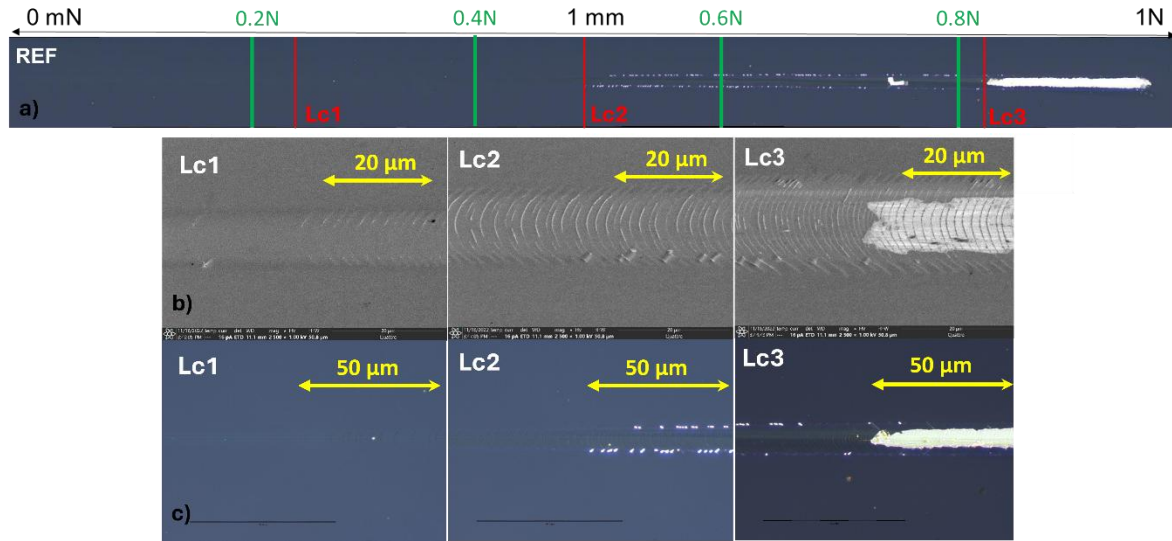 0 mN 0.2N 0.4N 1 mm 0.6N 0.8N 1N
REF
a) Lc1 Lc2 Lc3
Lc1 Lc2 Lc3
20 µm 20 µm 20 µm
b)
Lc1 Lc2 Lc3
50 µm 50 µm 50 µm
c)